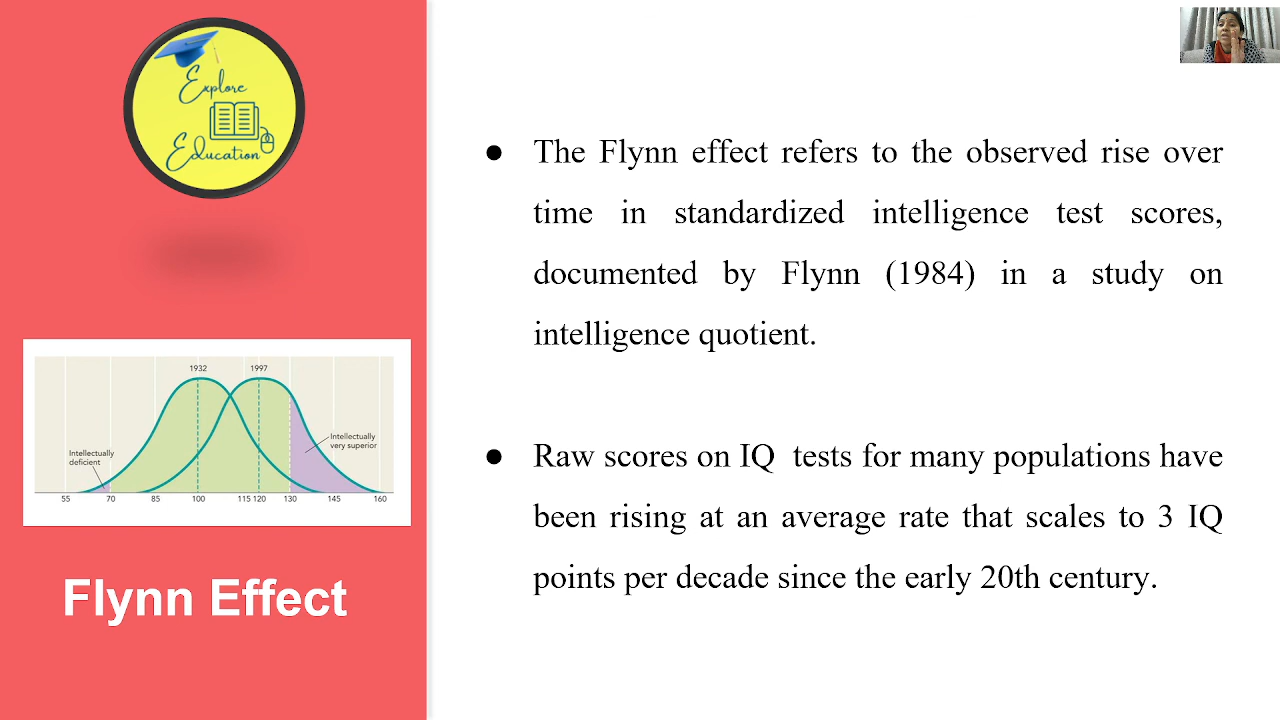 Explore
Education
1932 1997
Intellectually
deficient
Intellectually
very superior
55 70 85 100 115 120 130 145 160
Flynn Effect
● The Flynn effect refers to the observed rise over
time in standardized intelligence test scores,
documented by Flynn (1984) in a study on
intelligence quotient.
● Raw scores on IQ tests for many populations have
been rising at an average rate that scales to 3 IQ
points per decade since the early 20th century.